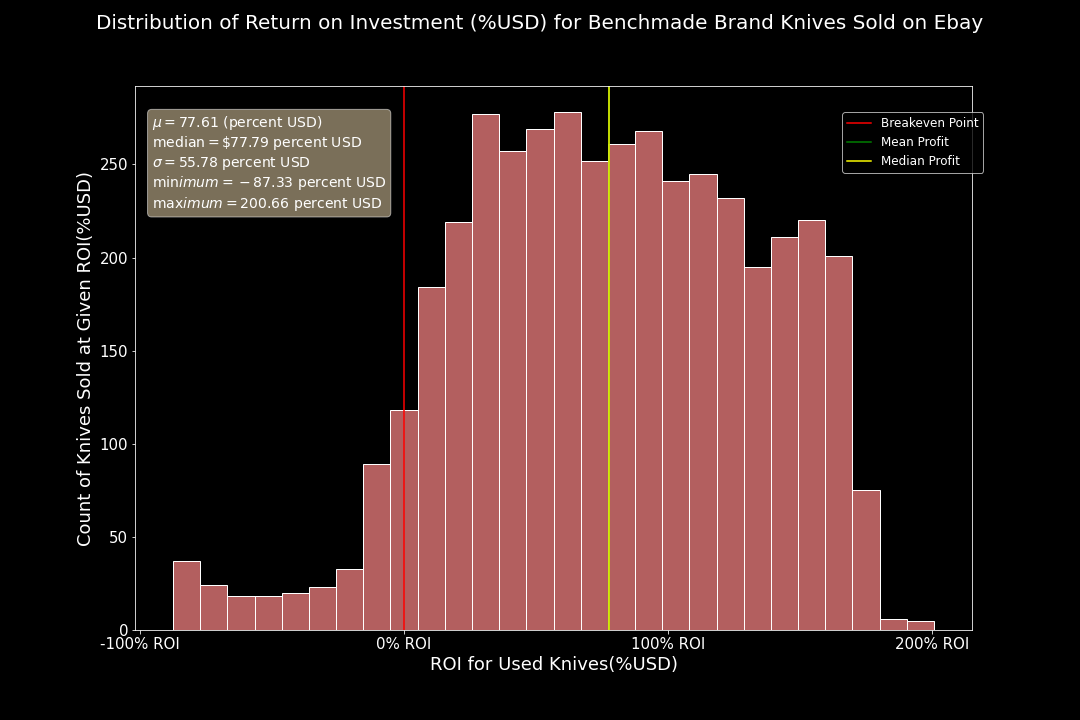 Distribution of Return on Investment (%USD) for Benchmade Brand Knives Sold on Ebay
μ = 77.61 (percent USD)
median = $77.79 percent USD
σ = 55.78 percent USD
minimum = −87.33 percent USD
maximum = 200.66 percent USD
Breakeven Point
Mean Profit
Median Profit
Count of Knives Sold at Given ROI(%USD)
250
200
150
100
50
0
-100% ROI 0% ROI 100% ROI 200% ROI
ROI for Used Knives(%USD)